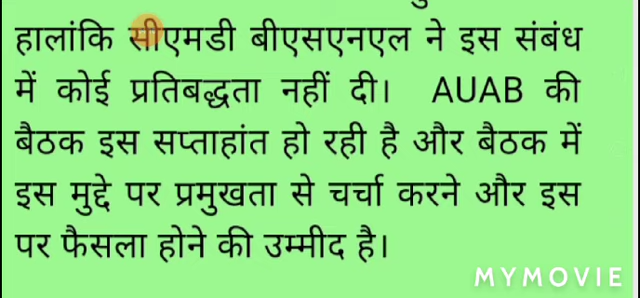 हालांकि सीएमडी बीएसएनएल ने इस संबंध
में कोई प्रतिबद्धता नहीं दी। AUAB की
बैठक इस सप्ताहांत हो रही है और बैठक में
इस मुद्दे पर प्रमुखता से चर्चा करने और इस
पर फैसला होने की उम्मीद है।
MYMOVIE